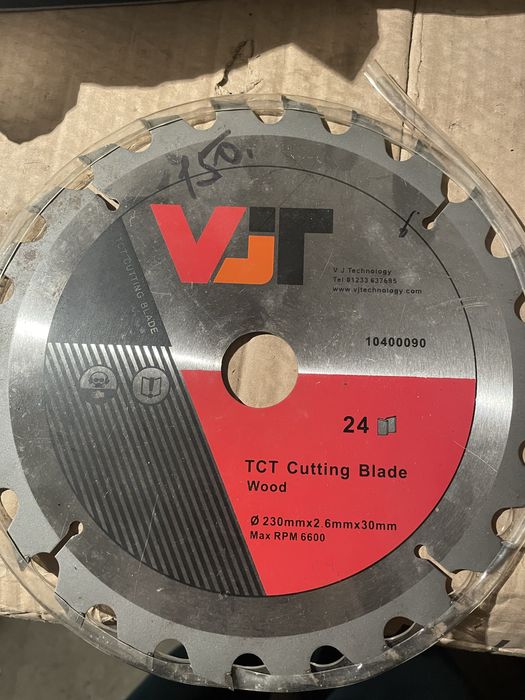 950.
VJT
V J Technology
Tel 01233 637695
www.vjtechnology.com
TCT CUTTING BLADE
10400090
24
TCT Cutting Blade
Wood
Ø 230mmx2.6mmx30mm
Max RPM 6600